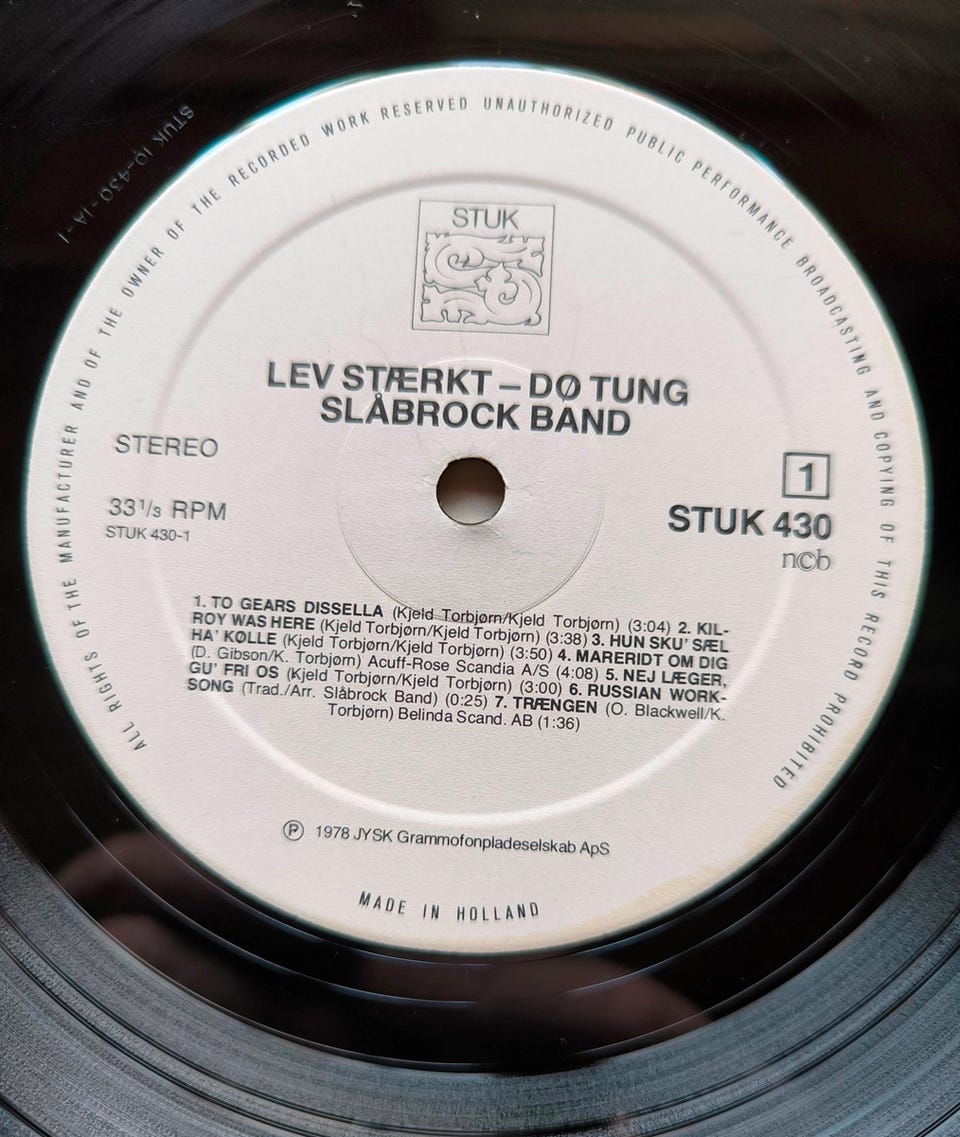 STUK 10-430-1A-1
ALL RIGHTS OF THE MANUFACTURER AND OF THE OWNER OF THE RECORDED WORK RESERVED UNAUTHORIZED PUBLIC PERFORMANCE BROADCASTING AND COPYING OF THIS RECORD PROHIBITED
STUK
LEV STÆRKT – DØ TUNG
SLÅBROCK BAND
STEREO
33 1/3 RPM
STUK 430-1
1
STUK 430
ncb
1. TO GEARS DISSELLA (Kjeld Torbjørn/Kjeld Torbjørn) (3:04) 2. KIL-
ROY WAS HERE (Kjeld Torbjørn/Kjeld Torbjørn) (3:38) 3. HUN SKU' SÆL
HA' KØLLE (Kjeld Torbjørn/Kjeld Torbjørn) (3:50) 4. MARERIDT OM DIG
(D. Gibson/K. Torbjørn) Acuff-Rose Scandia A/S (4:08) 5. NEJ LÆGER,
GU' FRI OS (Kjeld Torbjørn/Kjeld Torbjørn) (3:00) 6. RUSSIAN WORK-
SONG (Trad./Arr. Slåbrock Band) (0:25) 7. TRÆNGEN (O. Blackwell/K.
Torbjørn) Belinda Scand. AB (1:36)
Ⓟ 1978 JYSK Grammofonpladeselskab ApS
MADE IN HOLLAND